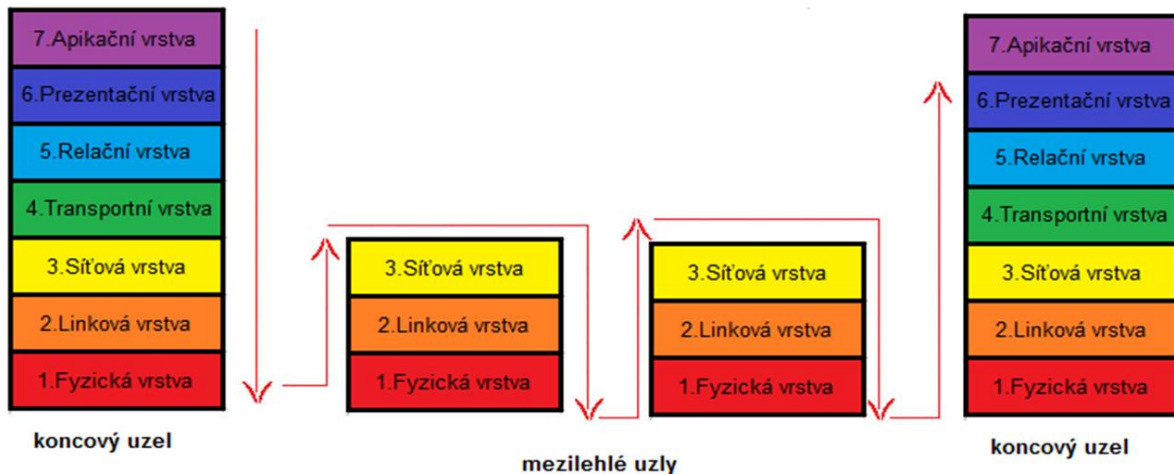 7.Apikační vrstva
6.Prezentační vrstva
5.Relační vrstva
4.Transportní vrstva
3.Síťová vrstva
2.Linková vrstva
1.Fyzická vrstva
koncový uzel
3.Síťová vrstva
2.Linková vrstva
1.Fyzická vrstva
3.Síťová vrstva
2.Linková vrstva
1.Fyzická vrstva
mezilehlé uzly
7.Apikační vrstva
6.Prezentační vrstva
5.Relační vrstva
4.Transportní vrstva
3.Síťová vrstva
2.Linková vrstva
1.Fyzická vrstva
koncový uzel